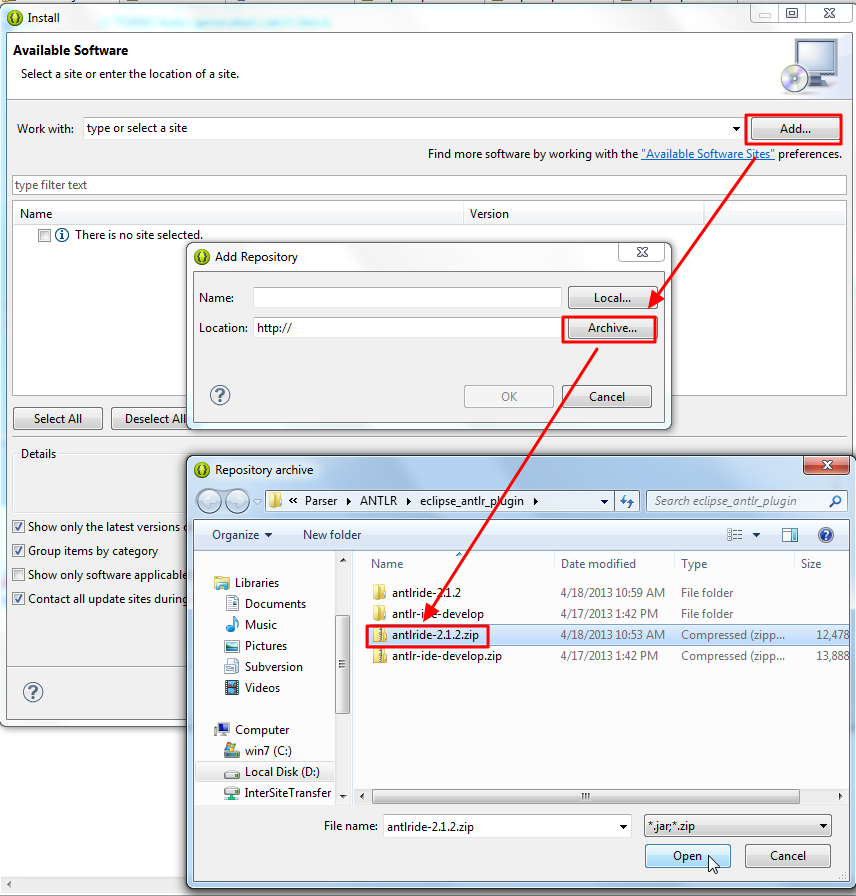 Install
Available Software
Select a site or enter the location of a site.
Work with: type or select a site Add...
Find more software by working with the "Available Software Sites" preferences.
type filter text
Name Version
There is no site selected.
Add Repository
Name: Local...
Location: http:// Archive...
OK Cancel
Select All Deselect All
Details
Show only the latest versions
Group items by category
Show only software applicable
Contact all update sites during
Repository archive
« Parser ANTLR eclipse_antlr_plugin Search eclipse_antlr_plugin
Organize New folder
Name Date modified Type Size
Libraries
Documents
Music
Pictures
Subversion
Videos
Computer
win7 (C:)
Local Disk (D:)
InterSiteTransfer
antlride-2.1.2 4/18/2013 10:59 AM File folder
antlr-ide-develop 4/17/2013 1:42 PM File folder
antlride-2.1.2.zip 4/18/2013 10:53 AM Compressed (zipp... 12,478
antlr-ide-develop.zip 4/17/2013 1:42 PM Compressed (zipp... 13,888
File name: antlride-2.1.2.zip *.jar;*.zip
Open Cancel